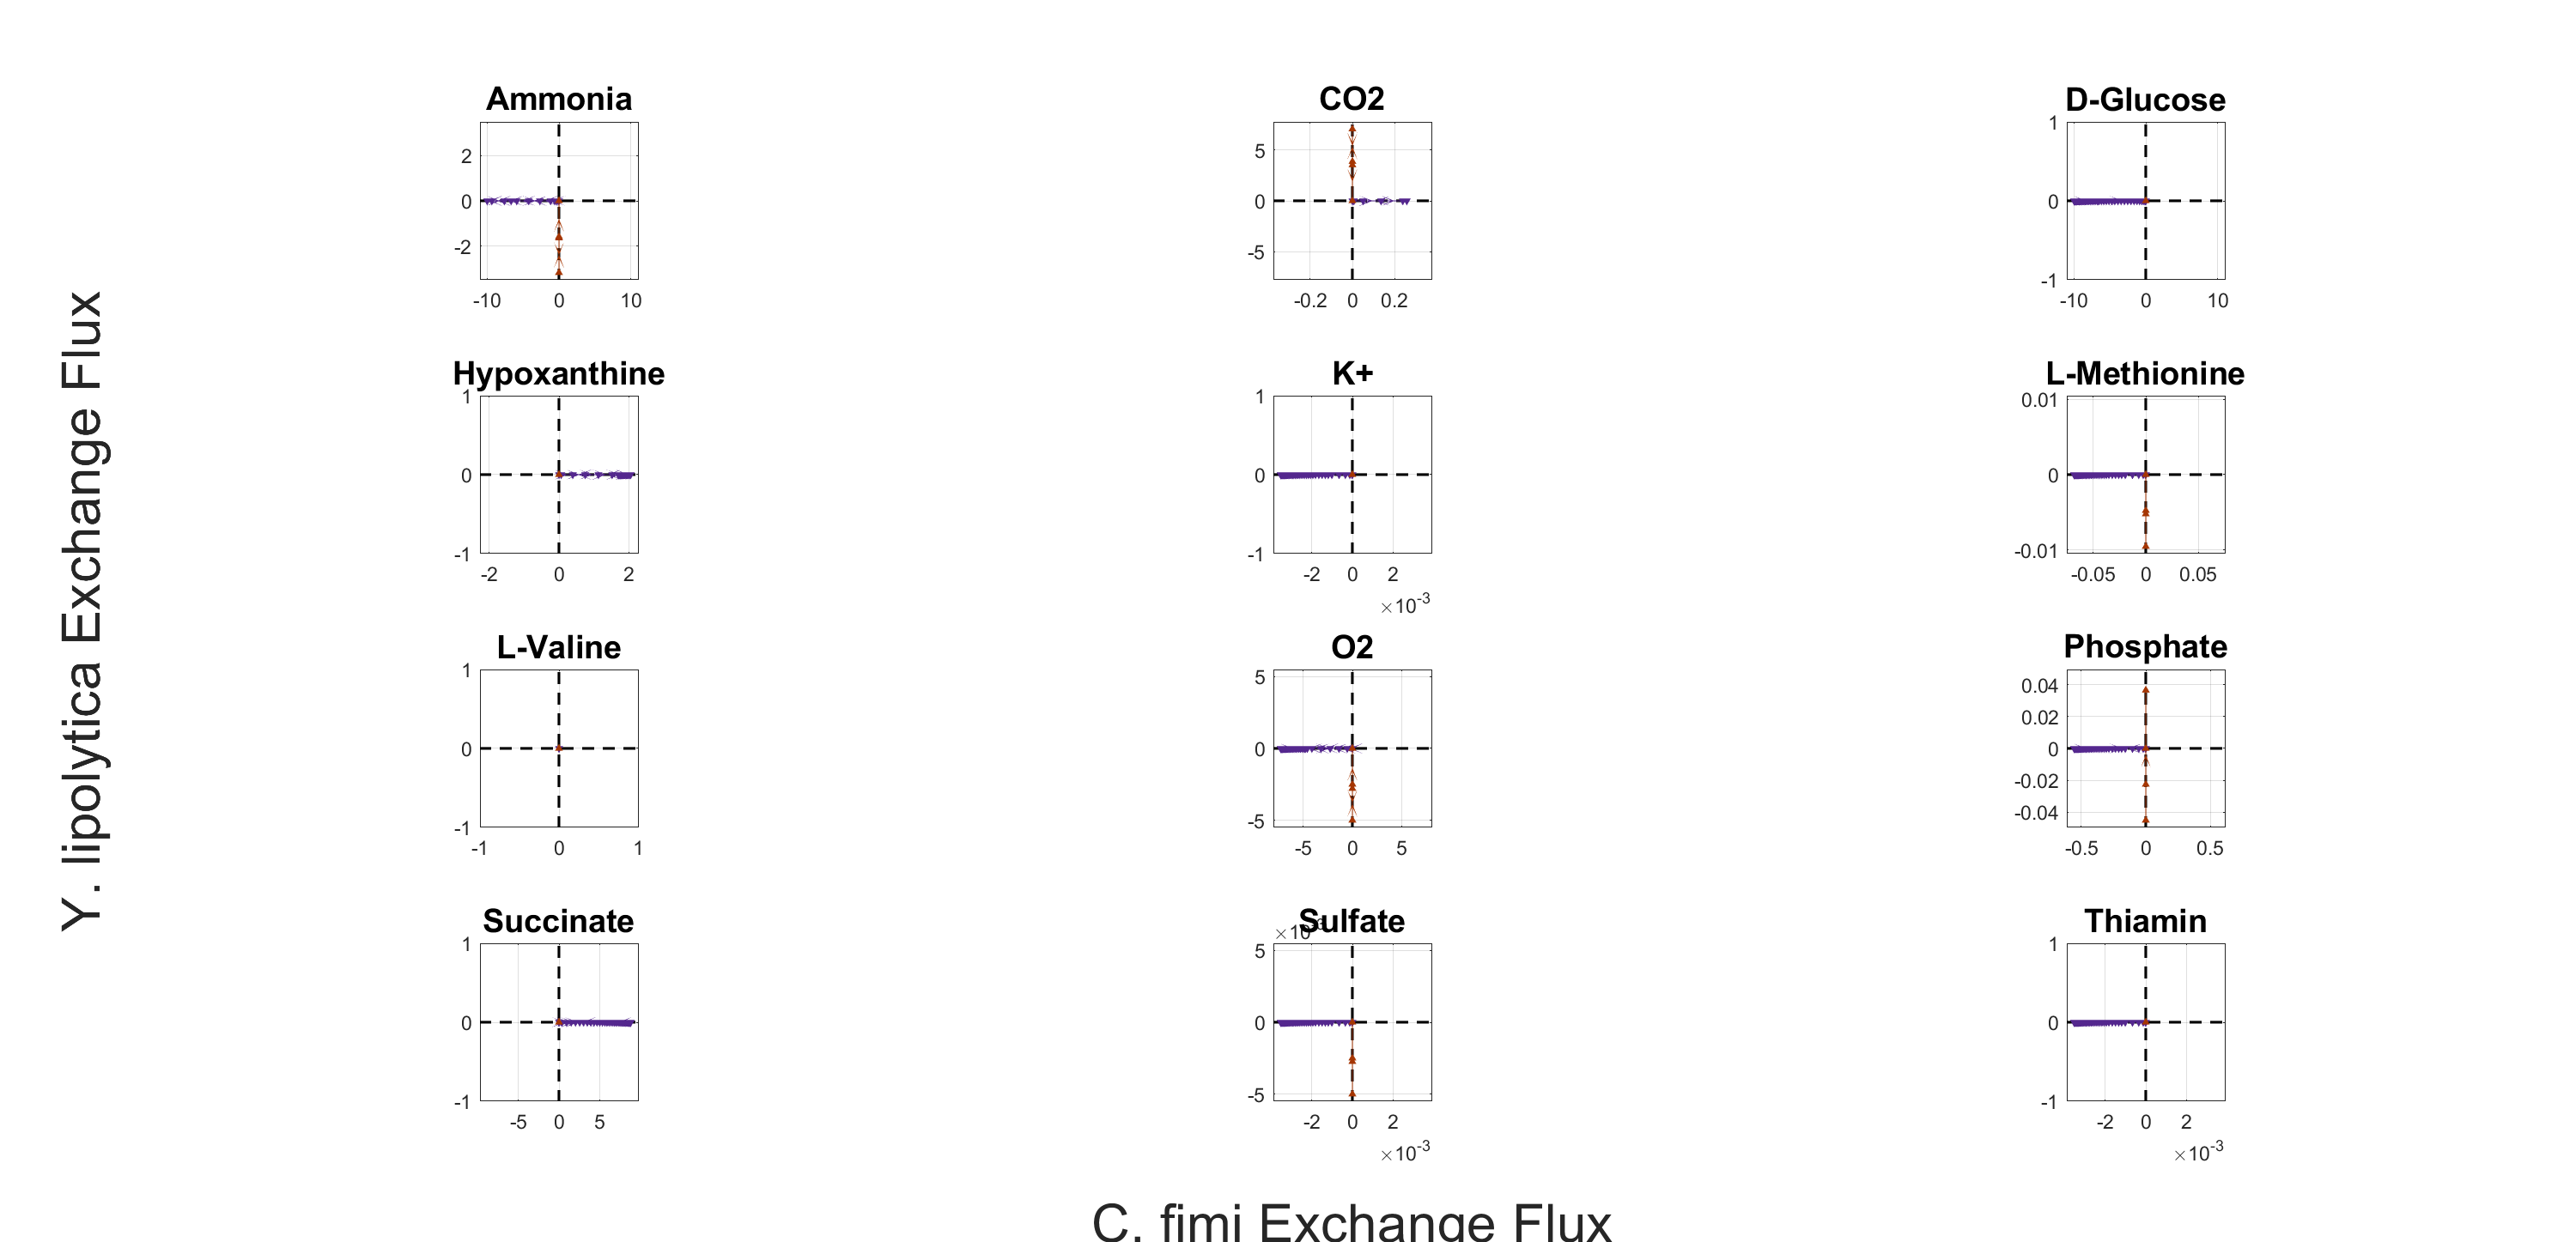 Y. lipolytica Exchange Flux
Ammonia
2
0
-2
-10 0 10
CO2
5
0
-5
-0.2 0 0.2
D-Glucose
1
0
-1
-10 0 10
Hypoxanthine
1
0
-1
-2 0 2
K+
1
0
-1
-2 0 2
×10-3
L-Methionine
0.01
0
-0.01
-0.05 0 0.05
L-Valine
1
0
-1
-1 0 1
O2
5
0
-5
-5 0 5
Phosphate
0.04
0.02
0
-0.02
-0.04
-0.5 0 0.5
Succinate
1
0
-1
-5 0 5
Sulfate
×10
5
0
-5
-2 0 2
×10-3
Thiamin
1
0
-1
-2 0 2
×10-3
C. fimi Exchange Flux